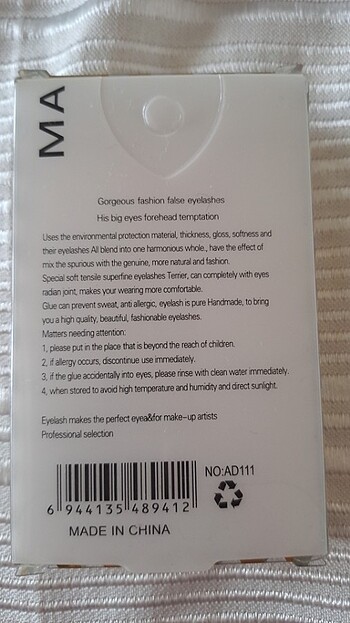 MA
Gorgeous fashion false eyelashes
His big eyes forehead temptation
Uses the environmental protection material, thickness, gloss, softness and
their eyelashes All blend into one harmonious whole., have the effect of
mix the spurious with the genuine, more natural and fashion.
Special soft tensile superfine eyelashes Terrier, can completely with eyes
radian joint, makes your wearing more comfortable.
Glue can prevent sweat, anti allergic, eyelash is pure Handmade, to bring
you a high quality, beautiful, fashionable eyelashes.
Matters needing attention:
1, please put in the place that is beyond the reach of children.
2, if allergy occurs, discontinue use immediately.
3, if the glue accidentally into eyes, please rinse with clean water immediately.
4, when stored to avoid high temperature and humidity and direct sunlight.
Eyelash makes the perfect eyea&for make-up artists
Professional selection
NO:AD111
6 944135 489412
MADE IN CHINA